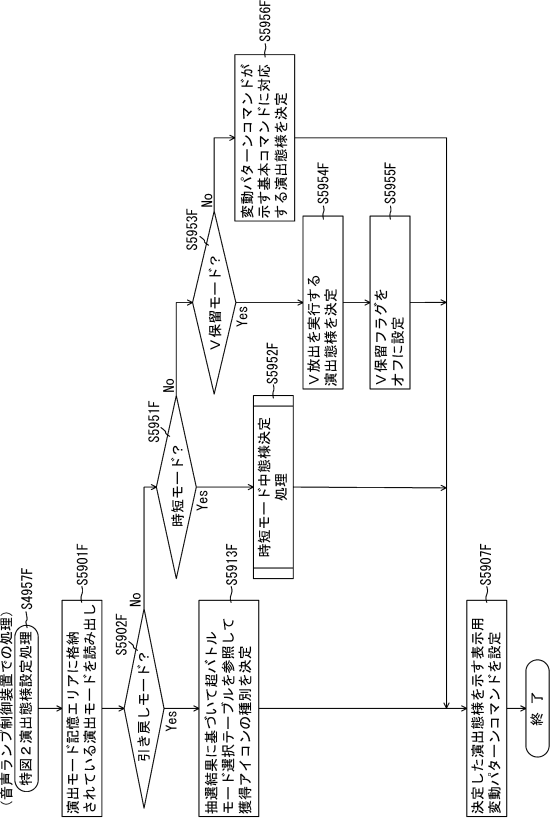 (音声ランプ制御装置での処理)
特図2演出態様設定処理
S4957F
演出モード記憶エリアに格納
されている演出モードを読み出し
S5901F
引き戻しモード?
S5902F
Yes
No
抽選結果に基づいて超バトル
モード選択テーブルを参照して
獲得アイコンの種別を決定
S5913F
時短モード?
S5951F
Yes
No
時短モード中態様決定
処理
S5952F
V保留モード?
S5953F
Yes
No
V放出を実行する
演出態様を決定
S5954F
V保留フラグを
オフに設定
S5955F
変動パターンコマンドが
示す基本コマンドに対応
する演出態様を決定
S5956F
決定した演出態様を示す表示用
変動パターンコマンドを設定
S5907F
終了